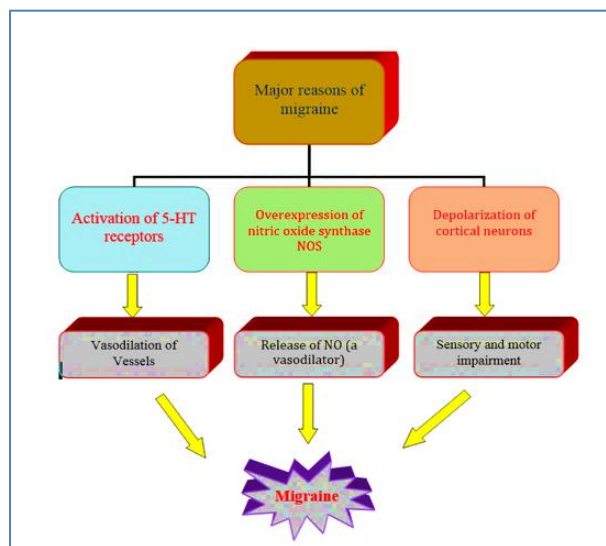 Major reasons of
migraine
Activation of 5-HT
receptors
Overexpression of
nitric oxide synthase
NOS
Depolarization of
cortical neurons
Vasodilation of
Vessels
Release of NO (a
vasodilator)
Sensory and motor
impairment
Migraine